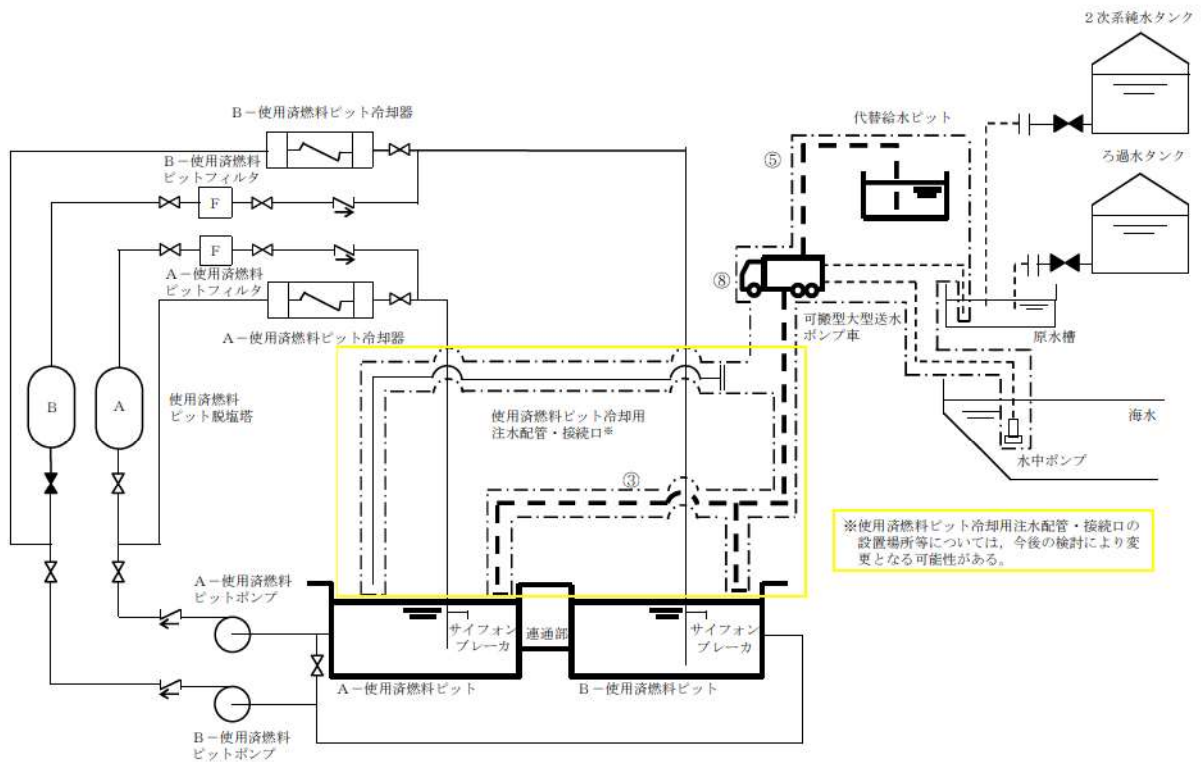 2次系純水タンク
B-使用済燃料ピット冷却器
代替給水ピット
B-使用済燃料
ピットフィルタ
⑤
ろ過水タンク
F
F
A-使用済燃料
ピットフィルタ
⑧
A-使用済燃料ピット冷却器
可搬型大型送水
ポンプ車
原水槽
B
A
使用済燃料
ピット脱塩塔
使用済燃料ピット冷却用
注水配管・接続口※
海水
水中ポンプ
③
※使用済燃料ピット冷却用注水配管・接続口の
設置場所等については，今後の検討により変
更となる可能性がある。
A-使用済燃料
ピットポンプ
サイフォン
ブレーカ
連通部
サイフォン
ブレーカ
A-使用済燃料ピット
B-使用済燃料ピット
B-使用済燃料
ピットポンプ